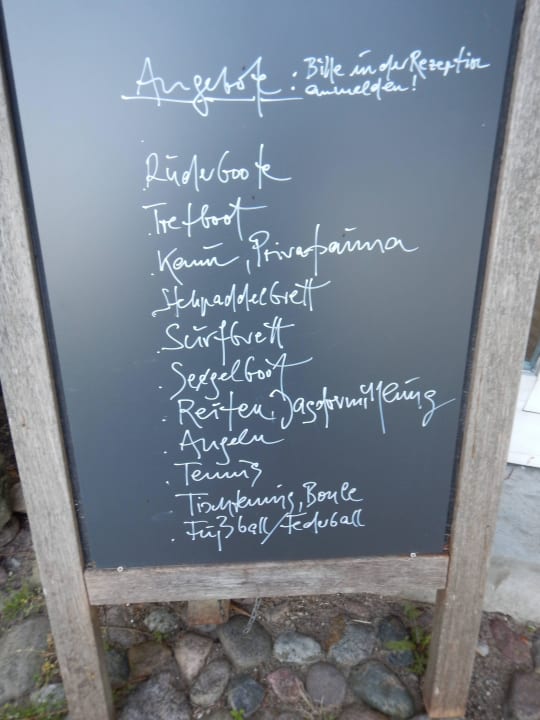 Angebote : Bitte in der Rezeption
anmelden!
Ruderboote
. Tretboot
. Kanu, Privatsauna
. Stehpaddelbrett
. Surfbrett
. Segelboot
. Reiten, Jagdvermittlung
. Angeln
. Tennis
. Tischtennis, Boule
. Fußball/Federball